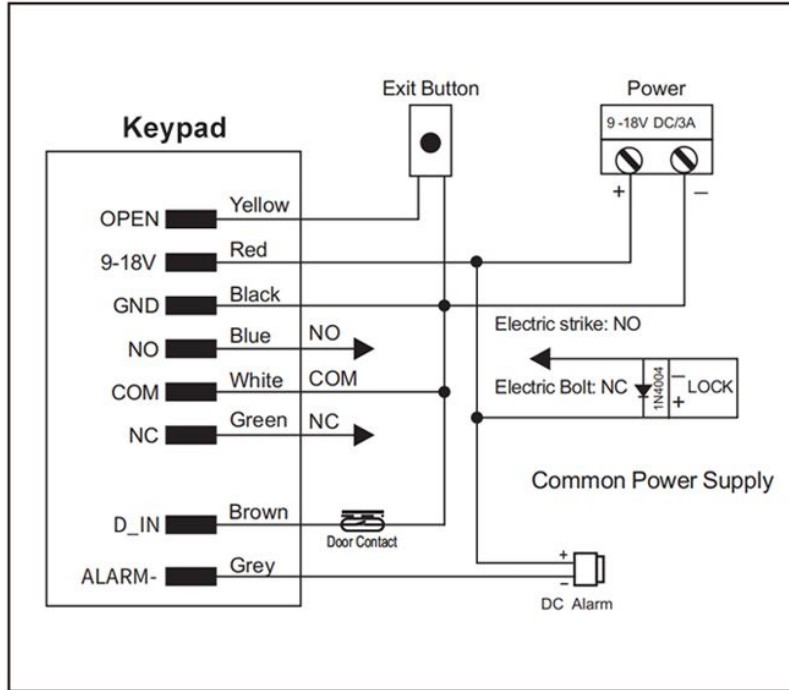 Exit Button
Power
9 -18V DC/3A
+
−
Keypad
OPEN
Yellow
9-18V
Red
GND
Black
NO
Blue
NO
COM
White
COM
NC
Green
NC
D_IN
Brown
Door Contact
ALARM-
Grey
Electric strike: NO
Electric Bolt: NC
1N4004
−
+
LOCK
Common Power Supply
+
−
DC Alarm